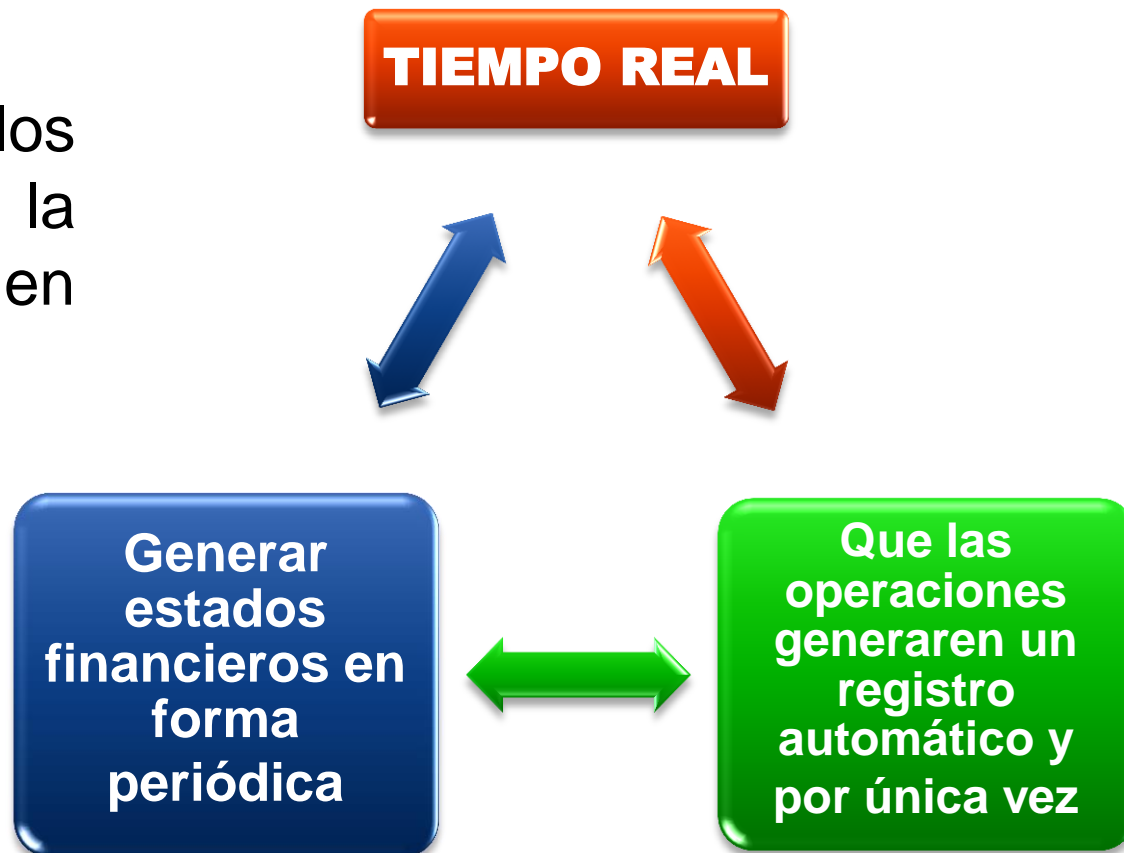 TIEMPO REAL
los
la
en
Generar
estados
financieros en
forma
periódica
Que las
operaciones
generaren un
registro
automático y
por única vez